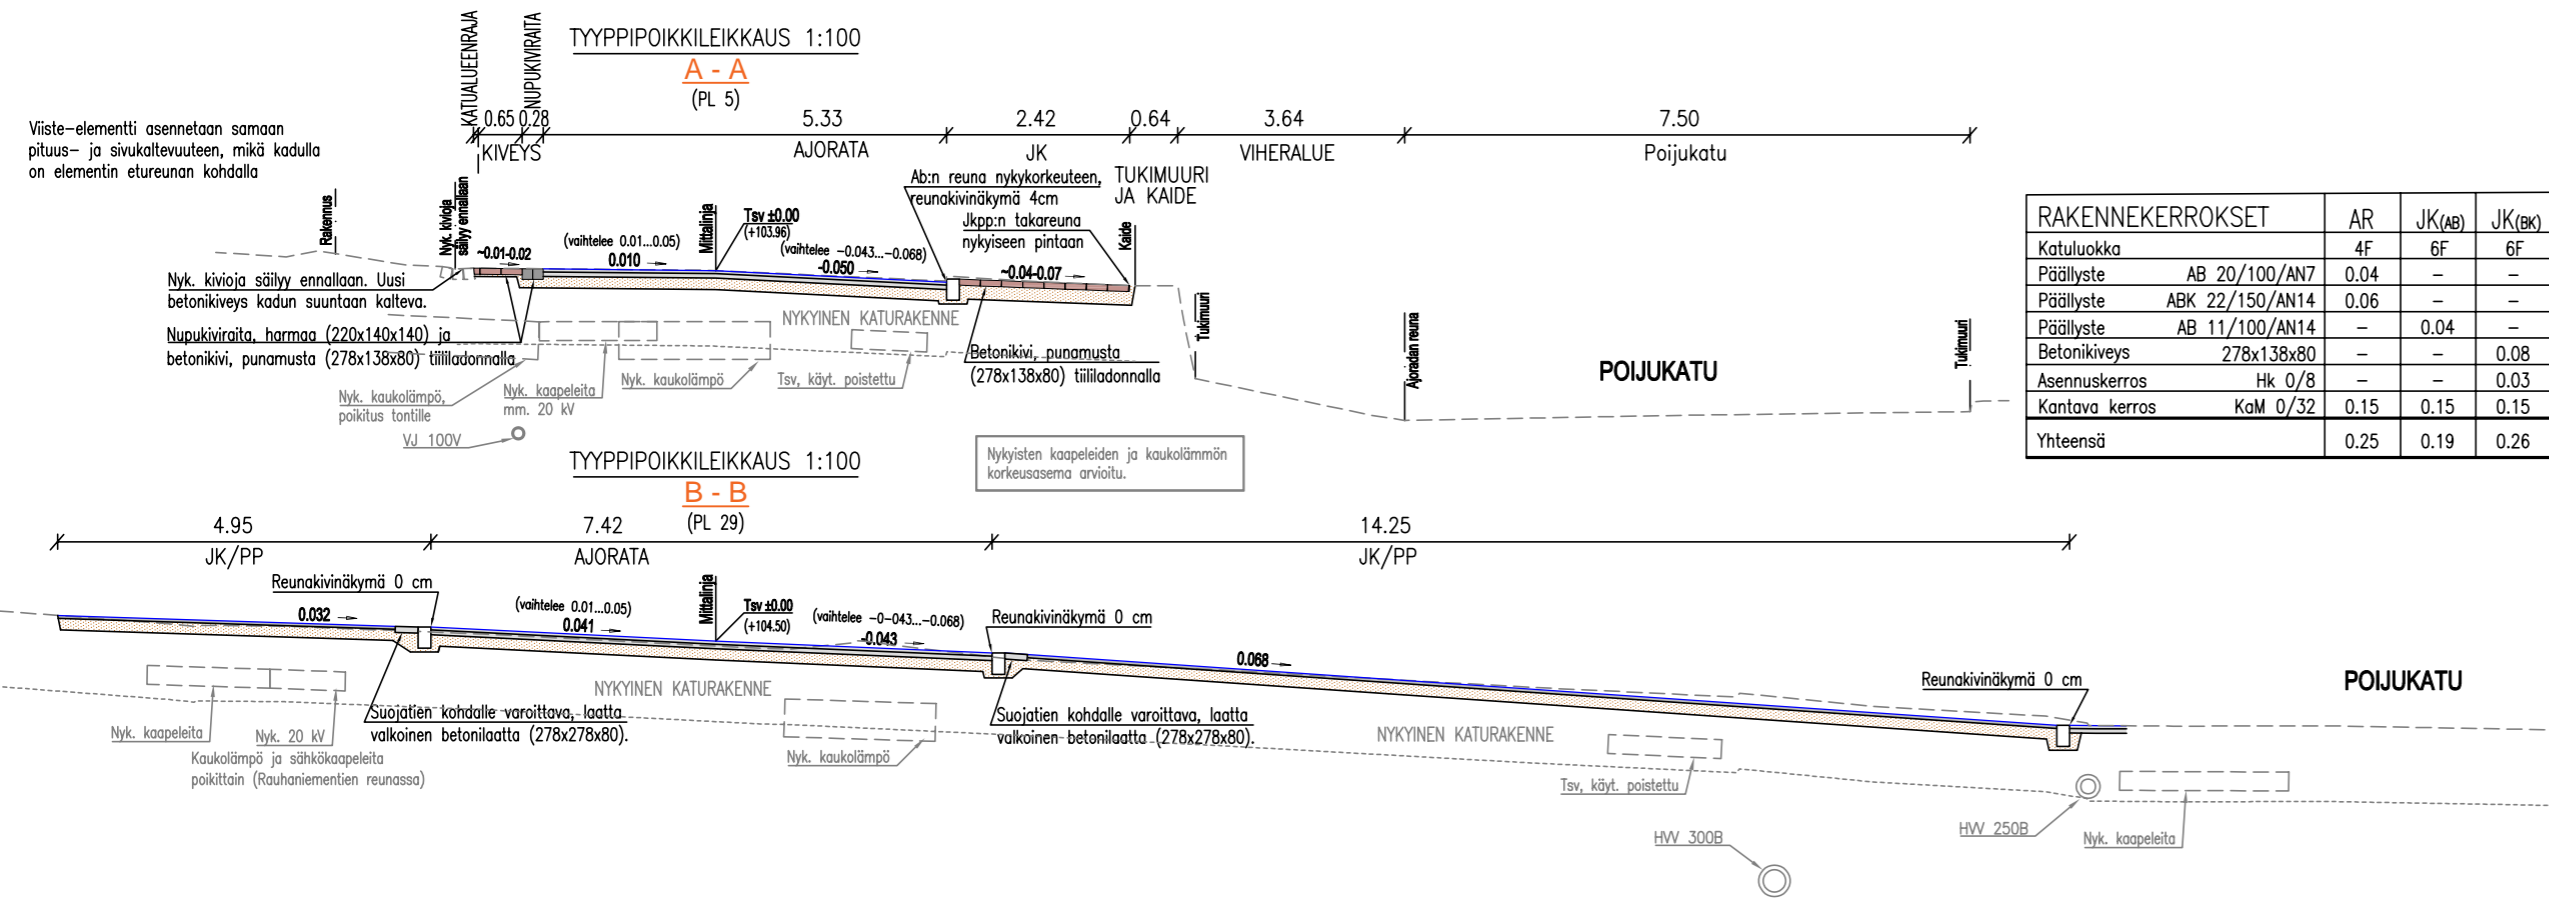 TYYPPIPOIKKILEIKKAUS 1:100
A - A
(PL 5)
KATUALUEENRAJA
NUPUKIVIRAITA
0.65 0.28 5.33 2.42 0.64 3.64 7.50
KIVEYS AJORATA JK VIHERALUE Poijukatu
TUKIMUURI
JA KAIDE
Viiste-elementti asennetaan samaan
pituus- ja sivukaltevuuteen, mikä kadulla
on elementin etureunan kohdalla
Rakennus
Nyk. kivioja
säilyy ennallaan
~0.01-0.02
(vaihtelee 0.01...0.05)
0.010
Mittalinja
Tsv ±0.00
(+103.96)
(vaihtelee -0.043...-0.068)
-0.050
Ab:n reuna nykykorkeuteen,
reunakivinäkymä 4cm
Jkpp:n takareuna
nykyiseen pintaan
Kaide
~0.04-0.07
Nyk. kivioja säilyy ennallaan. Uusi
betonikiveys kadun suuntaan kalteva.
Nupukiviraita, harmaa (220x140x140) ja
betonikivi, punamusta (278x138x80) tiililadonnalla
NYKYINEN KATURAKENNE
Betonikivi, punamusta
(278x138x80) tiililadonnalla
Nyk. kaukolämpö,
poikitus tontille
Nyk. kaapeleita
mm. 20 kV
Nyk. kaukolämpö
Tsv, käyt. poistettu
VJ 100V
Tukimuuri
Ajoradan reuna
POIJUKATU
Tukimuuri
Nykyisten kaapeleiden ja kaukolämmön
korkeusasema arvioitu.
RAKENNEKERROKSET AR JK(AB) JK(BK)
Katuluokka 4F 6F 6F
Päällyste AB 20/100/AN7 0.04 - -
Päällyste ABK 22/150/AN14 0.06 - -
Päällyste AB 11/100/AN14 - 0.04 -
Betonikiveys 278x138x80 - - 0.08
Asennuskerros Hk 0/8 - - 0.03
Kantava kerros KaM 0/32 0.15 0.15 0.15
Yhteensä 0.25 0.19 0.26
TYYPPIPOIKKILEIKKAUS 1:100
B - B
(PL 29)
4.95 7.42 14.25
JK/PP AJORATA JK/PP
Reunakivinäkymä 0 cm
0.032
(vaihtelee 0.01...0.05)
0.041
Mittalinja
Tsv ±0.00
(+104.50)
(vaihtelee -0-043...-0.068)
-0.043
Reunakivinäkymä 0 cm
0.068
Reunakivinäkymä 0 cm
POIJUKATU
NYKYINEN KATURAKENNE
Suojatien kohdalle varoittava, laatta
valkoinen betonilaatta (278x278x80).
Suojatien kohdalle varoittava, laatta
valkoinen betonilaatta (278x278x80).
NYKYINEN KATURAKENNE
Nyk. kaapeleita
Nyk. 20 kV
Kaukolämpö ja sähkökaapeleita
poikittain (Rauhaniementien reunassa)
Nyk. kaukolämpö
Tsv, käyt. poistettu
HVV 300B
HVV 250B
Nyk. kaapeleita